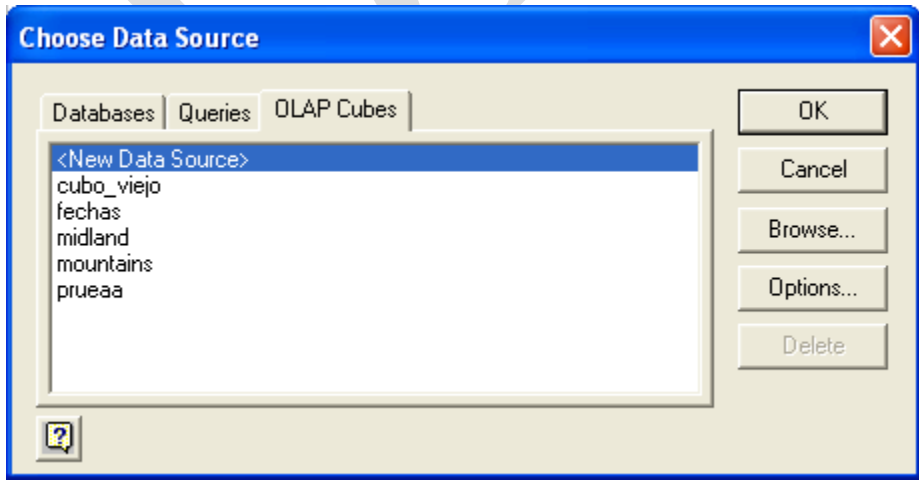 Choose Data Source
Databases Queries OLAP Cubes
<New Data Source>
cubo_viejo
fechas
midland
mountains
prueaa
OK
Cancel
Browse...
Options...
Delete
?